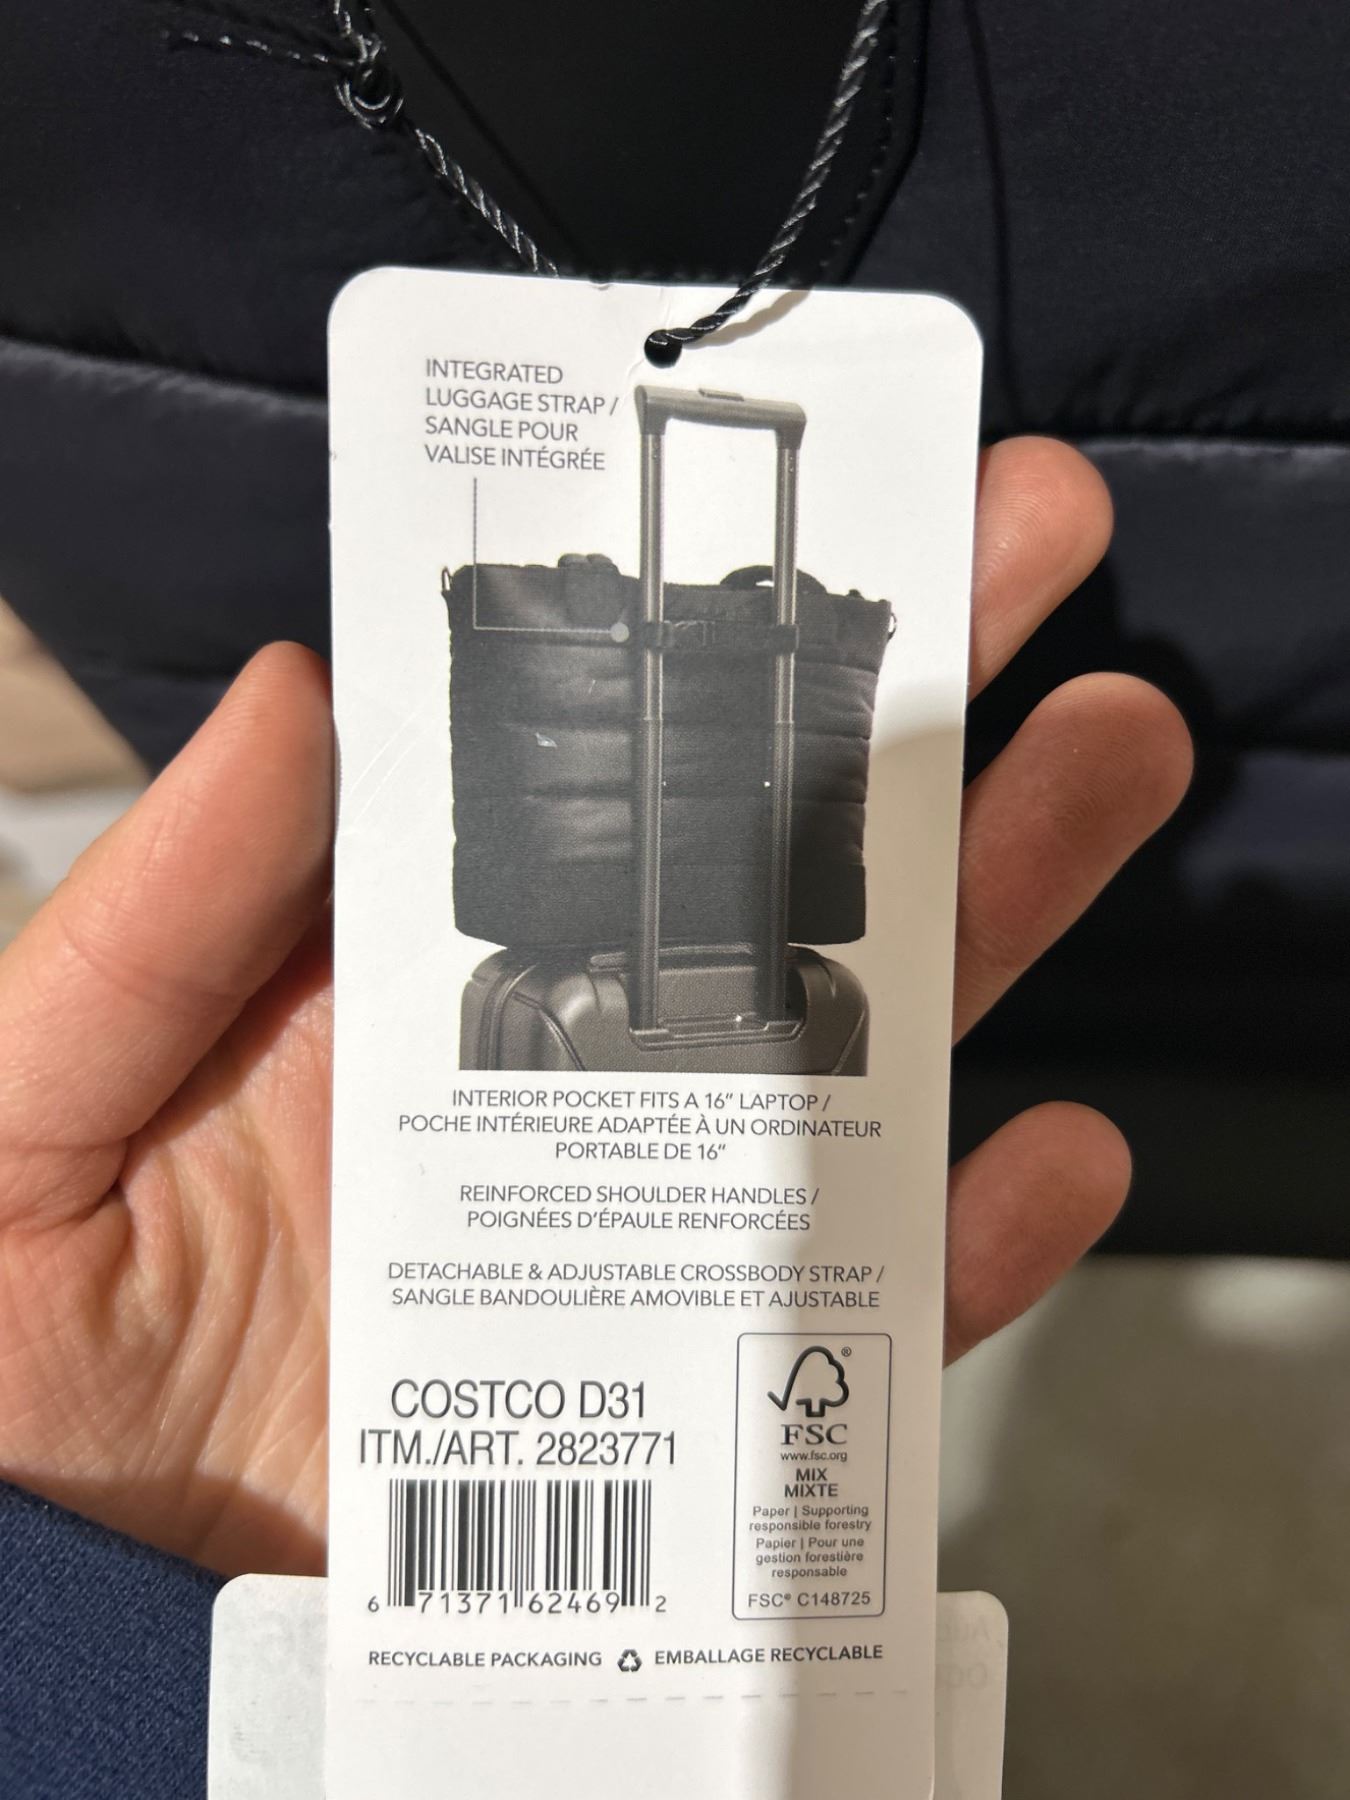 INTEGRATED
LUGGAGE STRAP /
SANGLE POUR
VALISE INTÉGRÉE
INTERIOR POCKET FITS A 16” LAPTOP /
POCHE INTÉRIEURE ADAPTÉE À UN ORDINATEUR
PORTABLE DE 16”
REINFORCED SHOULDER HANDLES /
POIGNÉES D’ÉPAULE RENFORCÉES
DETACHABLE & ADJUSTABLE CROSSBODY STRAP /
SANGLE BANDOULIÈRE AMOVIBLE ET AJUSTABLE
COSTCO D31
ITM./ART. 2823771
6 71371 62469 2
®
FSC
www.fsc.org
MIX
MIXTE
Paper | Supporting
responsible forestry
Papier | Pour une
gestion forestière
responsable
FSC® C148725
RECYCLABLE PACKAGING EMBALLAGE RECYCLABLE